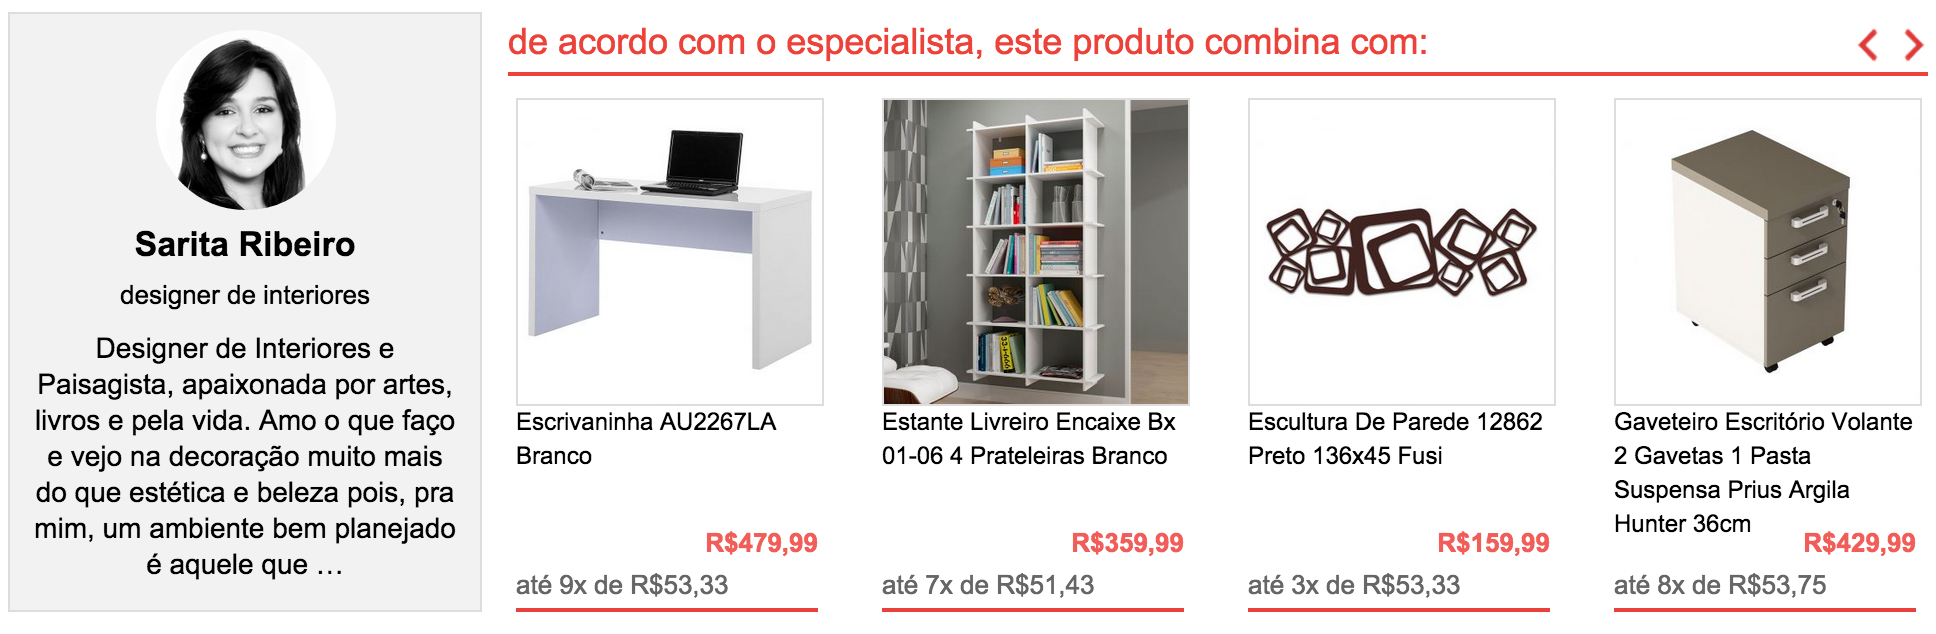 Sarita Ribeiro
designer de interiores
Designer de Interiores e
Paisagista, apaixonada por artes,
livros e pela vida. Amo o que faço
e vejo na decoração muito mais
do que estética e beleza pois, pra
mim, um ambiente bem planejado
é aquele que …
de acordo com o especialista, este produto combina com:
Escrivaninha AU2267LA
Branco
R$479,99
até 9x de R$53,33
Estante Livreiro Encaixe Bx
01-06 4 Prateleiras Branco
R$359,99
até 7x de R$51,43
Escultura De Parede 12862
Preto 136x45 Fusi
R$159,99
até 3x de R$53,33
Gaveteiro Escritório Volante
2 Gavetas 1 Pasta
Suspensa Prius Argila
Hunter 36cm
R$429,99
até 8x de R$53,75